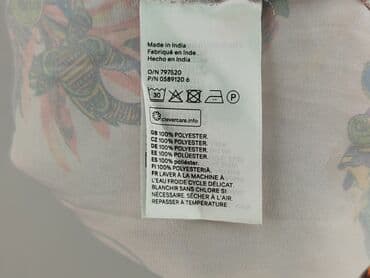 Made in India
Fabriqué en Inde
Hecho en India
O/N 797520
P/N 0589120 6
30
P
clevercare.info
GB 100% POLYESTER.
CZ 100% POLYESTER.
DE 100% POLYESTER.
EE 100% POLÜESTER.
ES 100% poliéster.
FI 100% POLYESTERIÄ.
FR LAVER À LA MACHINE À
L'EAU FROIDE CYCLE DÉLICAT
BLANCHIR SANS CHLORE SI
NÉCESSAIRE. SÉCHER À L'AIR.
REPASSER À TEMPÉRATURE